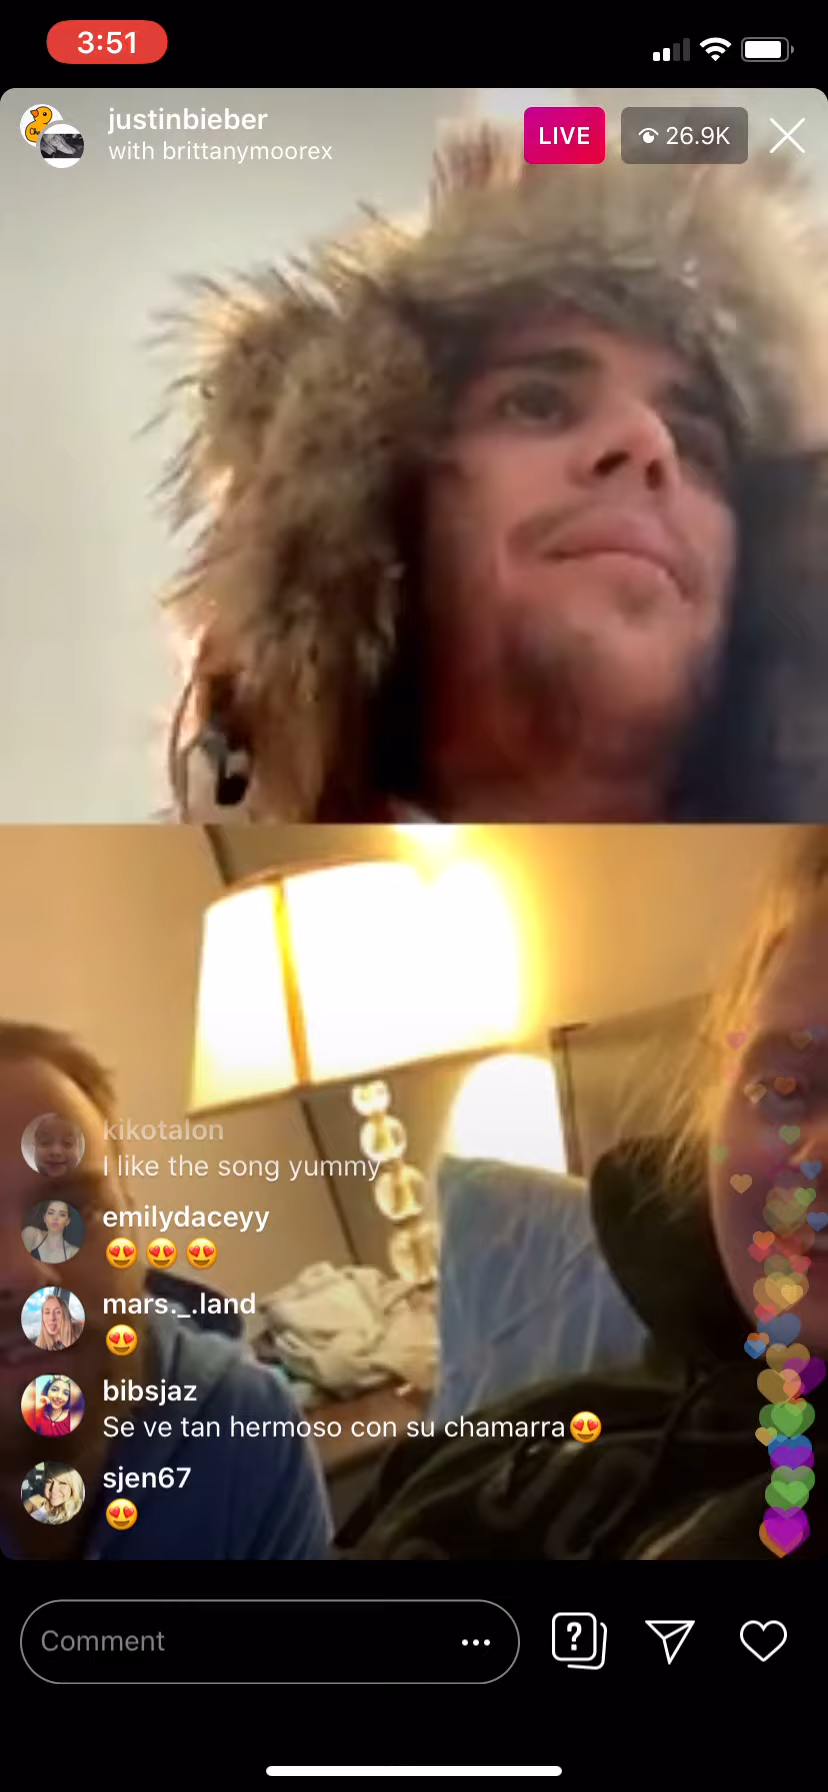 3:51
justinbieber
with brittanymoorex
LIVE
26.9K
kikotalon
I like the song yummy
emilydaceyy
😍😍😍
mars._.land
😍
bibsjaz
Se ve tan hermoso con su chamarra😍
sjen67
😍
Comment